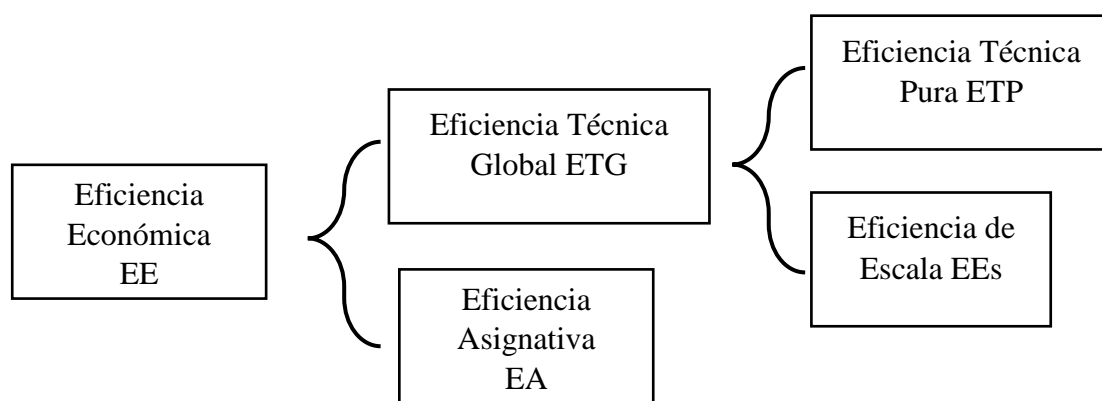 Eficiencia
Económica
EE
Eficiencia Técnica
Global ETG
Eficiencia
Asignativa
EA
Eficiencia Técnica
Pura ETP
Eficiencia de
Escala EEs